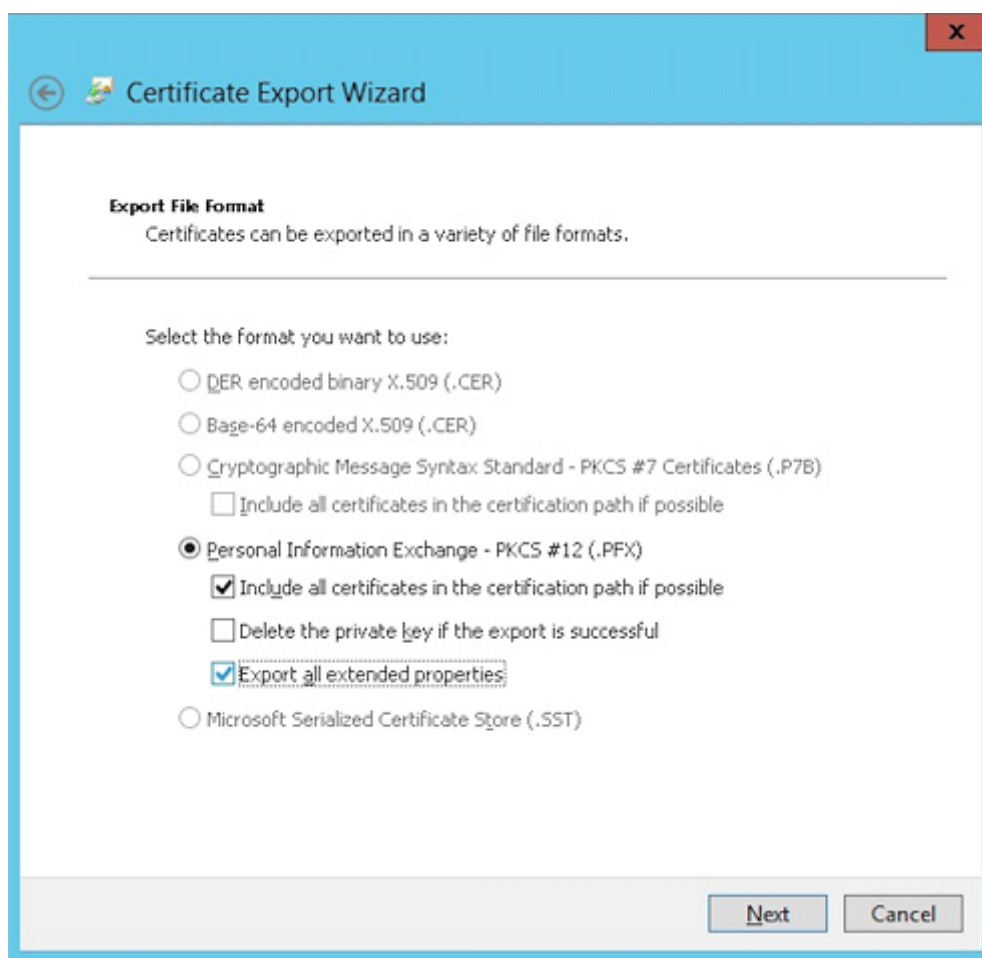 x
Certificate Export Wizard
Export File Format
Certificates can be exported in a variety of file formats.
Select the format you want to use:
DER encoded binary X.509 (.CER)
Base-64 encoded X.509 (.CER)
Cryptographic Message Syntax Standard - PKCS #7 Certificates (.P7B)
Include all certificates in the certification path if possible
Personal Information Exchange - PKCS #12 (.PFX)
Include all certificates in the certification path if possible
Delete the private key if the export is successful
Export all extended properties
Microsoft Serialized Certificate Store (.SST)
Next Cancel